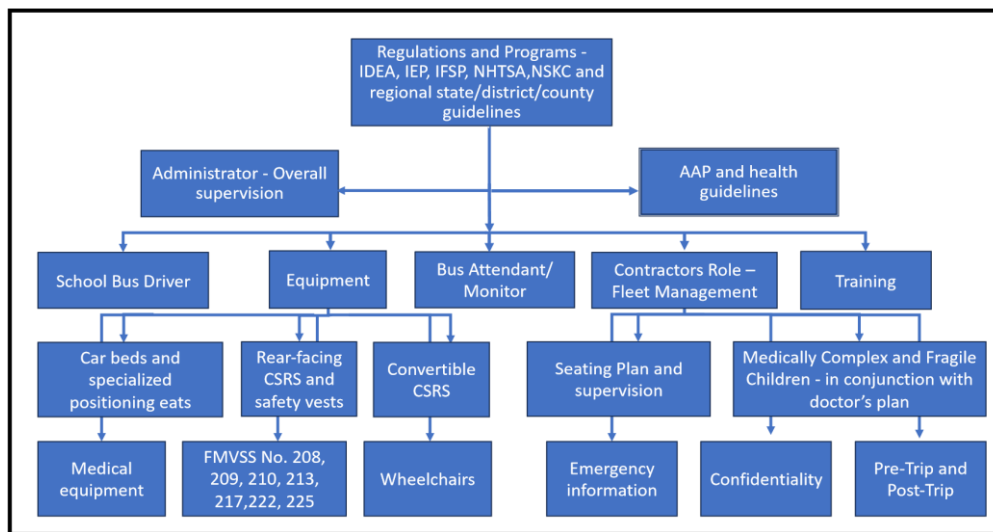 Regulations and Programs -
IDEA, IEP, IFSP, NHTSA,NSKC and
regional state/district/county
guidelines
Administrator - Overall
supervision
AAP and health
guidelines
School Bus Driver
Equipment
Bus Attendant/
Monitor
Contractors Role –
Fleet Management
Training
Car beds and
specialized
positioning eats
Rear-facing
CSRS and
safety vests
Convertible
CSRS
Seating Plan and
supervision
Medically Complex and Fragile
Children - in conjunction with
doctor's plan
Medical
equipment
FMVSS No. 208,
209, 210, 213,
217,222, 225
Wheelchairs
Emergency
information
Confidentiality
Pre-Trip and
Post-Trip